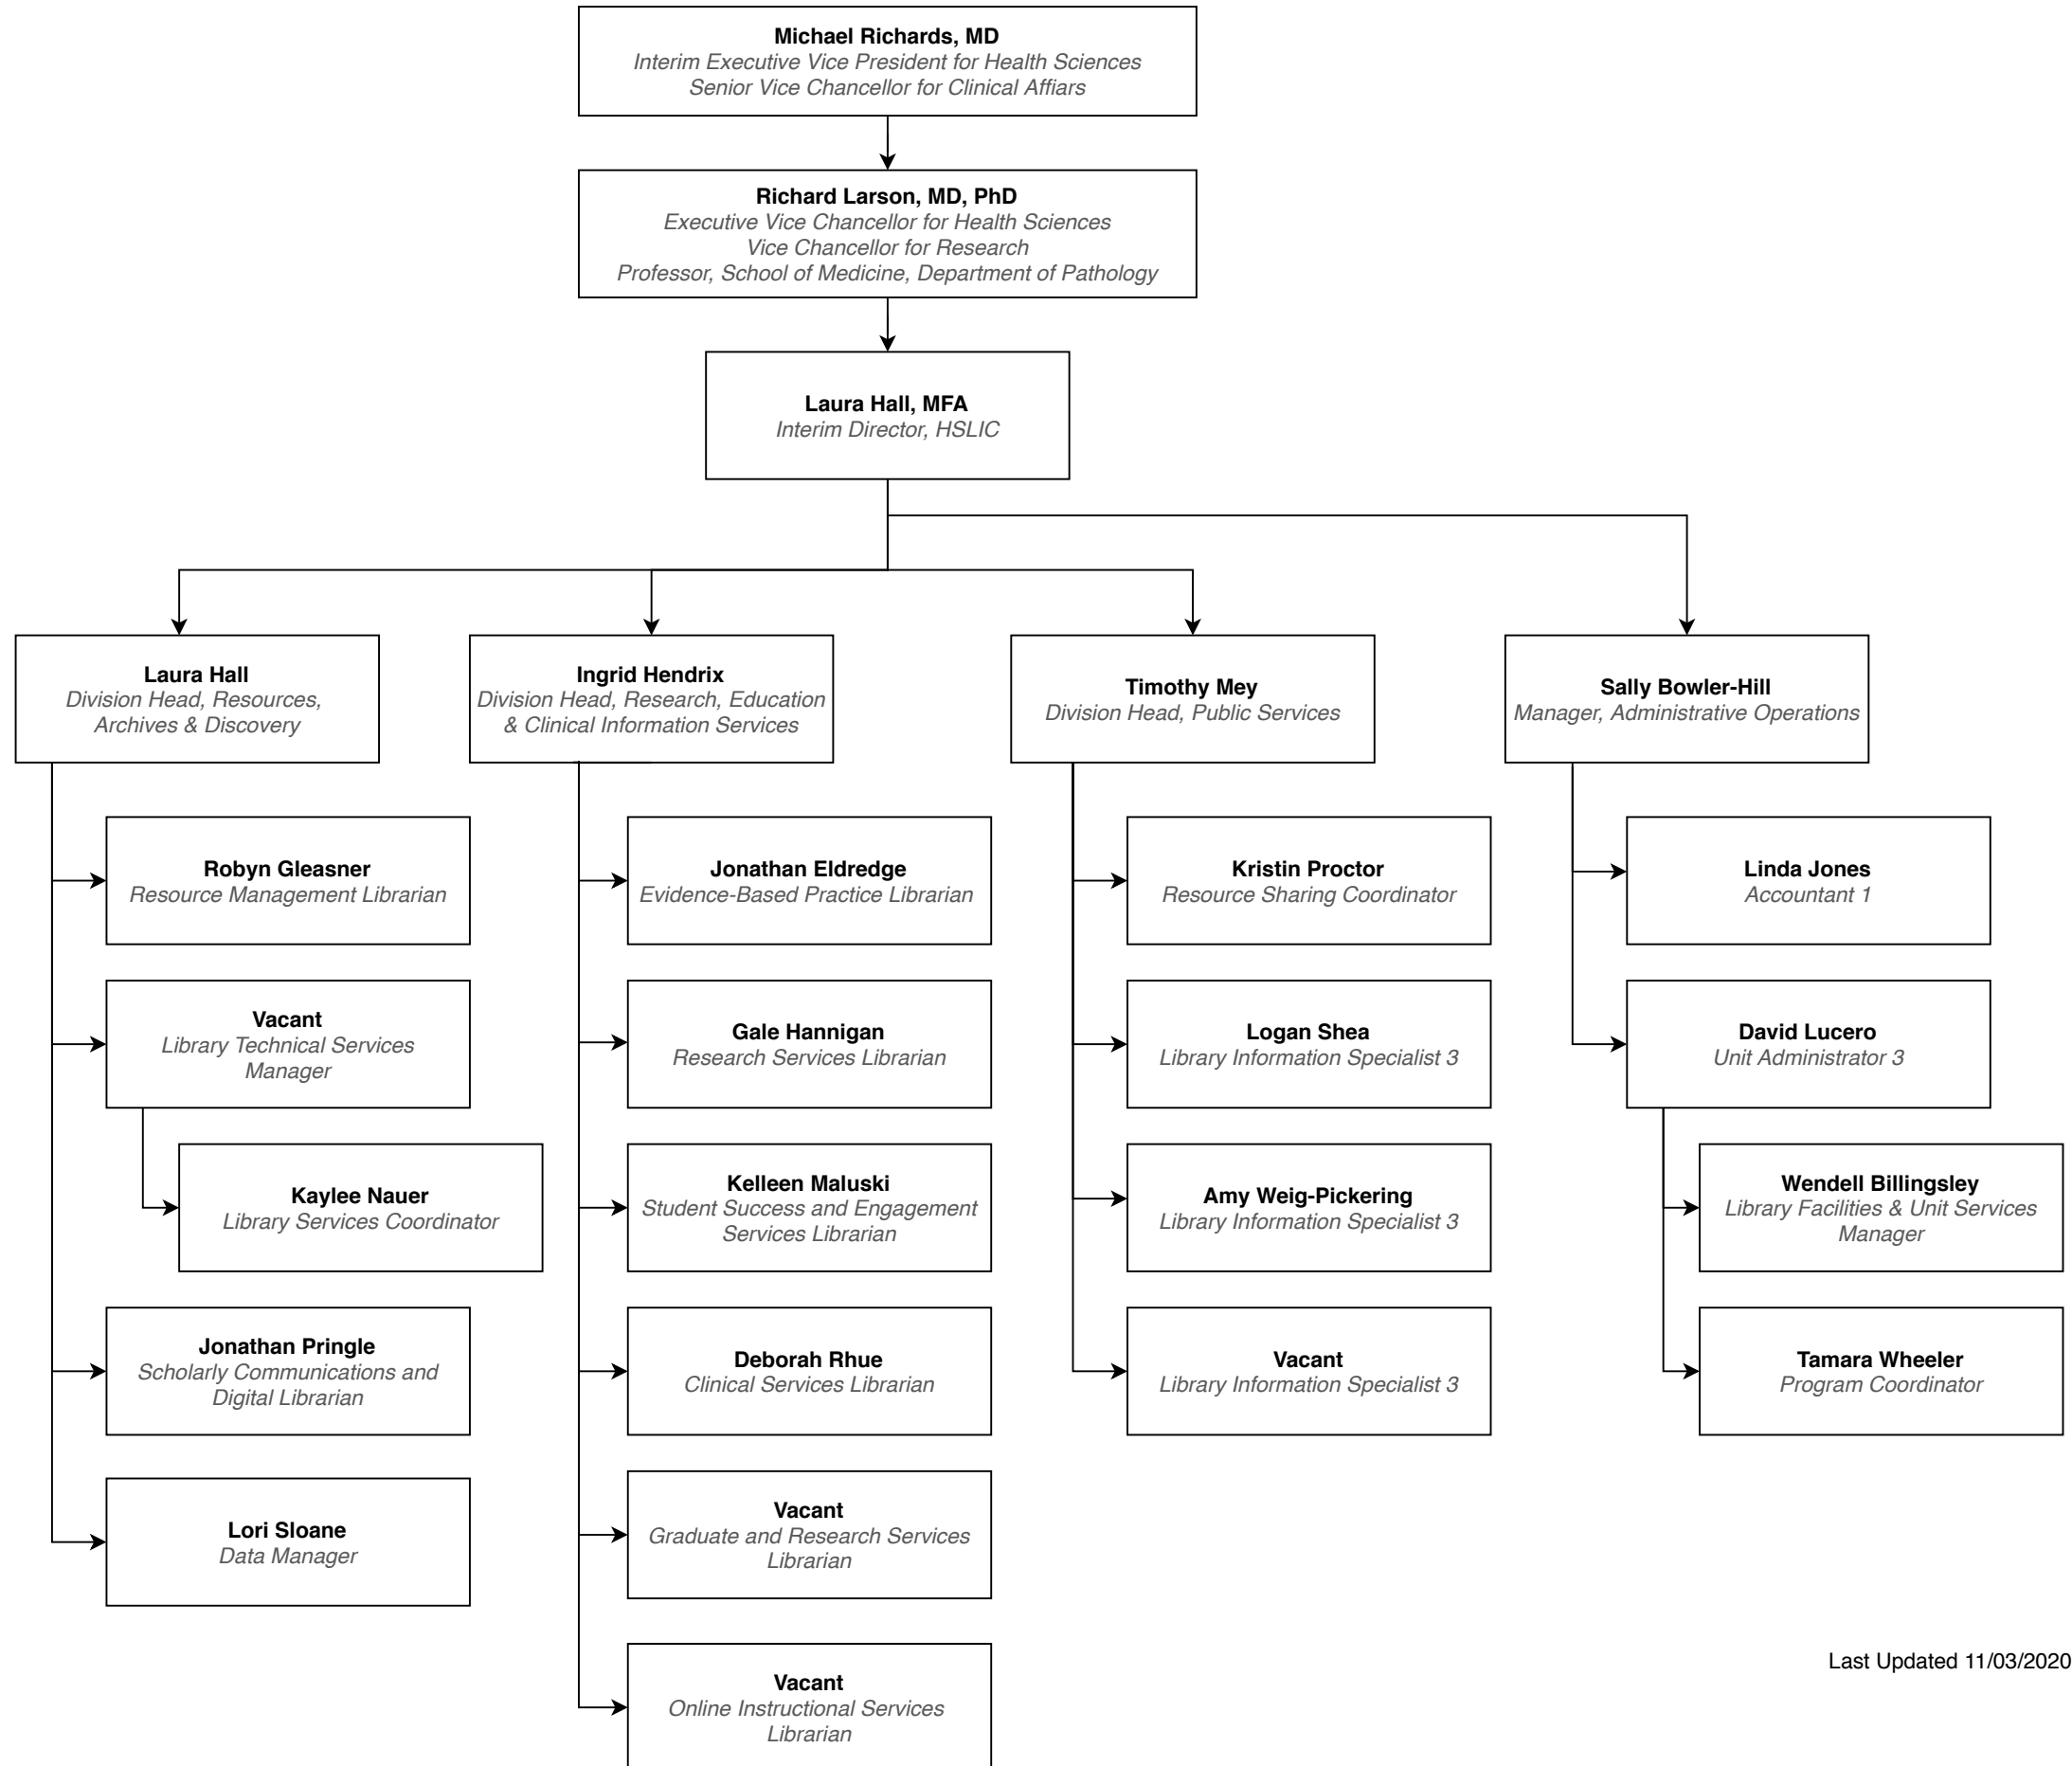 Michael Richards, MD
Interim Executive Vice President for Health Sciences
Senior Vice Chancellor for Clinical Affiars
Richard Larson, MD, PhD
Executive Vice Chancellor for Health Sciences
Vice Chancellor for Research
Professor, School of Medicine, Department of Pathology
Laura Hall, MFA
Interim Director, HSLIC
Laura Hall
Division Head, Resources,
Archives & Discovery
Robyn Gleasner
Resource Management Librarian
Vacant
Library Technical Services
Manager
Kaylee Nauer
Library Services Coordinator
Jonathan Pringle
Scholarly Communications and
Digital Librarian
Lori Sloane
Data Manager
Ingrid Hendrix
Division Head, Research, Education
& Clinical Information Services
Jonathan Eldredge
Evidence-Based Practice Librarian
Gale Hannigan
Research Services Librarian
Kelleen Maluski
Student Success and Engagement
Services Librarian
Deborah Rhue
Clinical Services Librarian
Vacant
Graduate and Research Services
Librarian
Vacant
Online Instructional Services
Librarian
Timothy Mey
Division Head, Public Services
Kristin Proctor
Resource Sharing Coordinator
Logan Shea
Library Information Specialist 3
Amy Weig-Pickering
Library Information Specialist 3
Vacant
Library Information Specialist 3
Sally Bowler-Hill
Manager, Administrative Operations
Linda Jones
Accountant 1
David Lucero
Unit Administrator 3
Wendell Billingsley
Library Facilities & Unit Services
Manager
Tamara Wheeler
Program Coordinator
Last Updated 11/03/2020